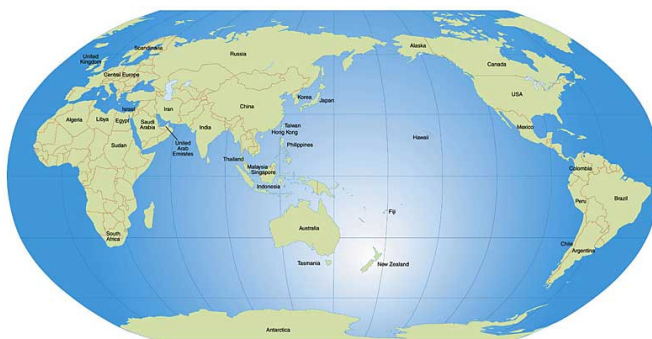 Alaska
Scandinavia
Russia
United
Kingdom
Canada
Central Europe
USA
Korea
Japan
China
Israel
Iran
Algeria
Libya
Egypt
Saudi
Arabia
India
Taiwan
Hong Kong
Mexico
Hawaii
Sudan
United
Arab
Emirates
Philippines
Thailand
Malaysia
Singapore
Indonesia
Colombia
Peru
Brazil
Fiji
Australia
South
Africa
Chile
Argentina
Tasmania
New Zealand
Antarctica